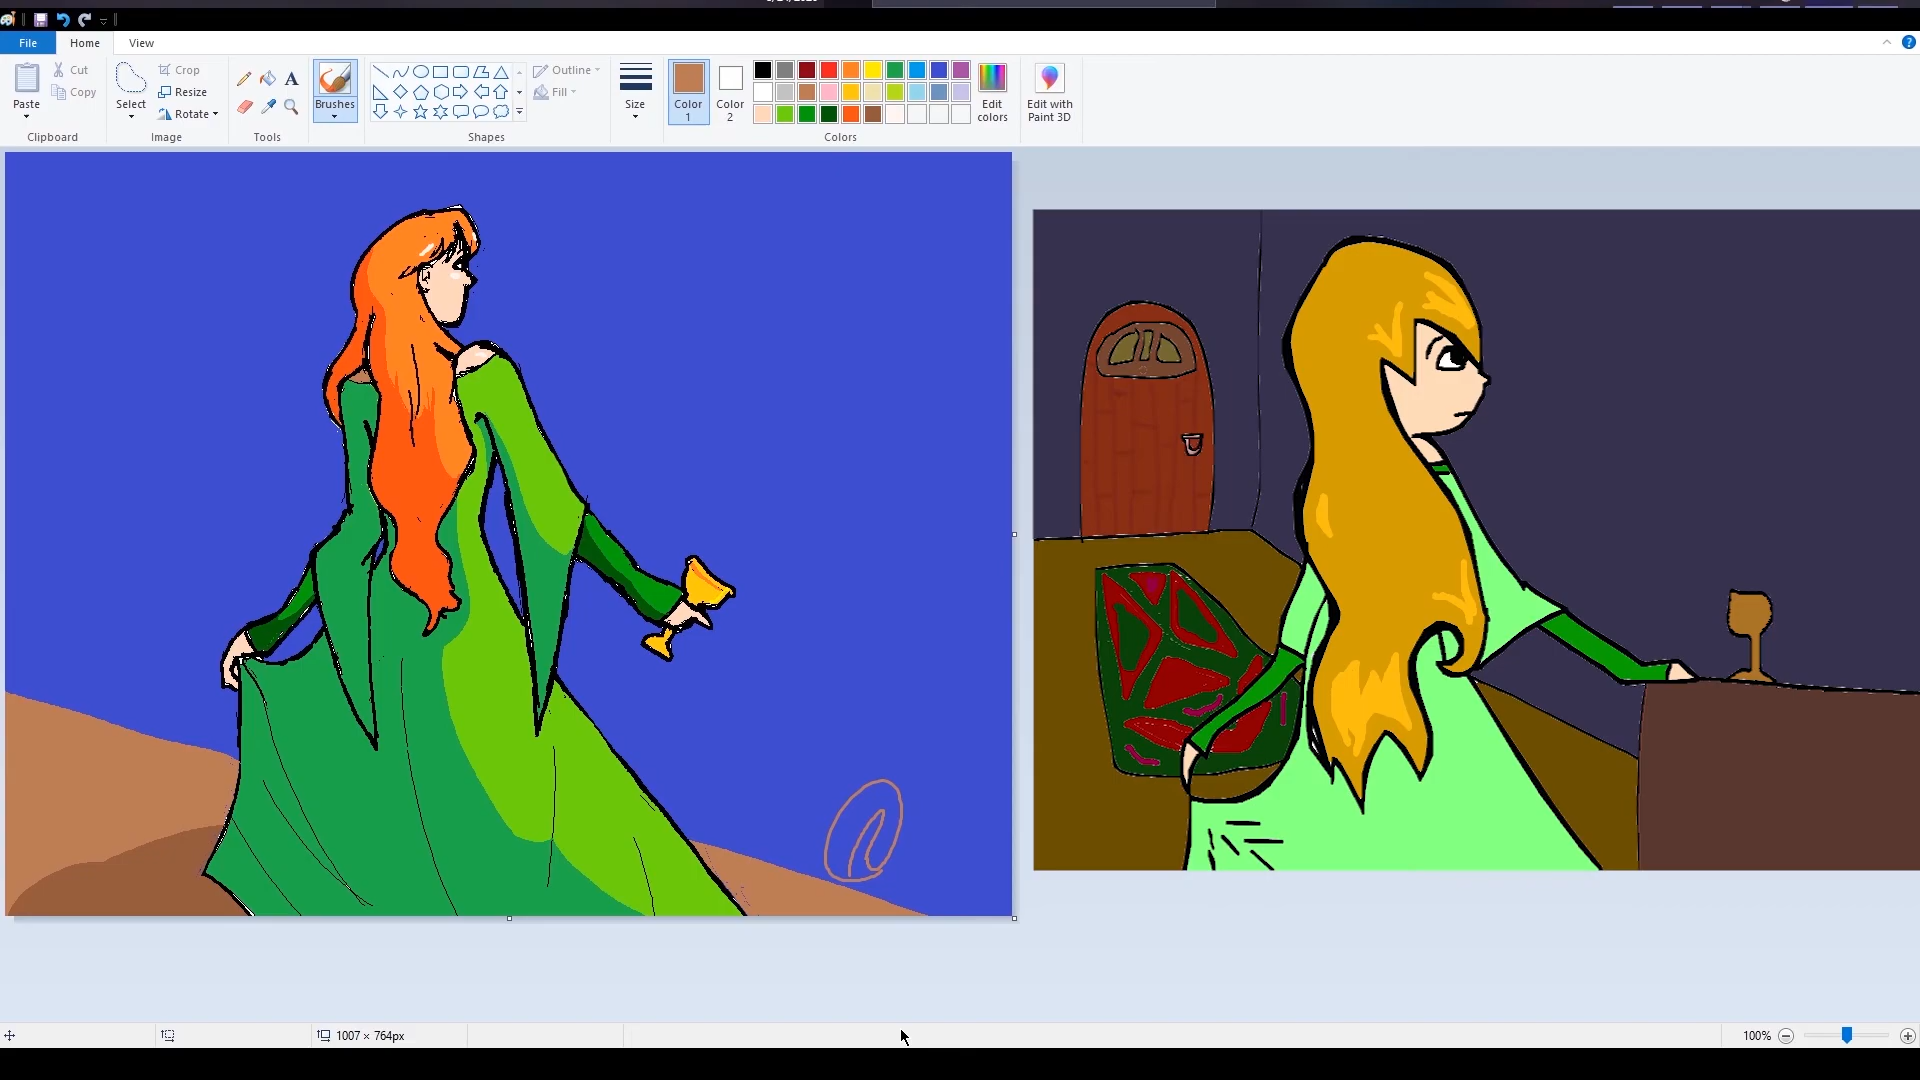 File Home View
Paste Cut Copy Select Crop Resize Rotate A Brushes Outline Fill Size Color 1 Color 2 Edit colors Edit with Paint 3D
Clipboard Image Tools Shapes Colors
1007 × 764px 100%